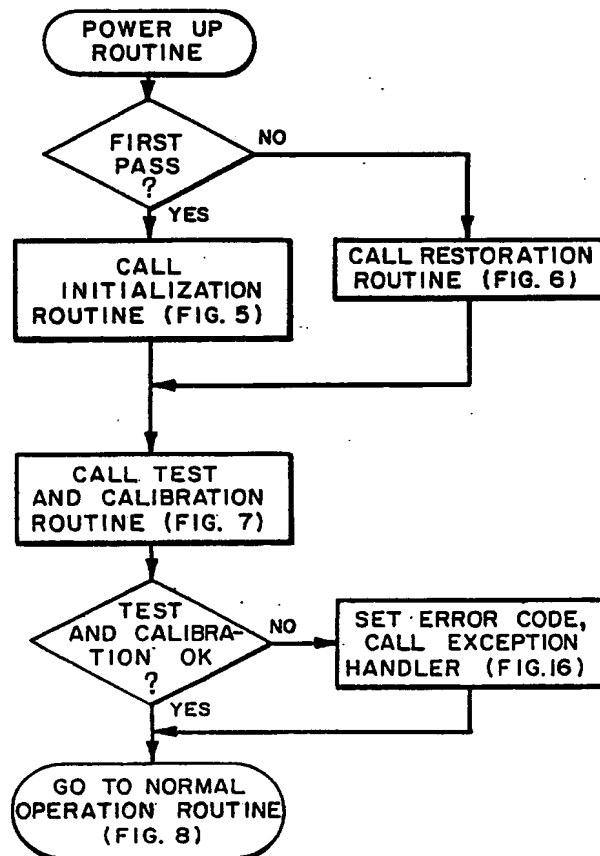 POWER UP
ROUTINE
FIRST
PASS
?
NO
YES
CALL
INITIALIZATION
ROUTINE (FIG. 5)
CALL RESTORATION
ROUTINE (FIG. 6)
CALL TEST
AND CALIBRATION
ROUTINE (FIG. 7)
TEST
AND CALIBRA-
TION OK
?
NO
YES
SET ERROR CODE,
CALL EXCEPTION
HANDLER (FIG.16)
GO TO NORMAL
OPERATION ROUTINE
(FIG. 8)